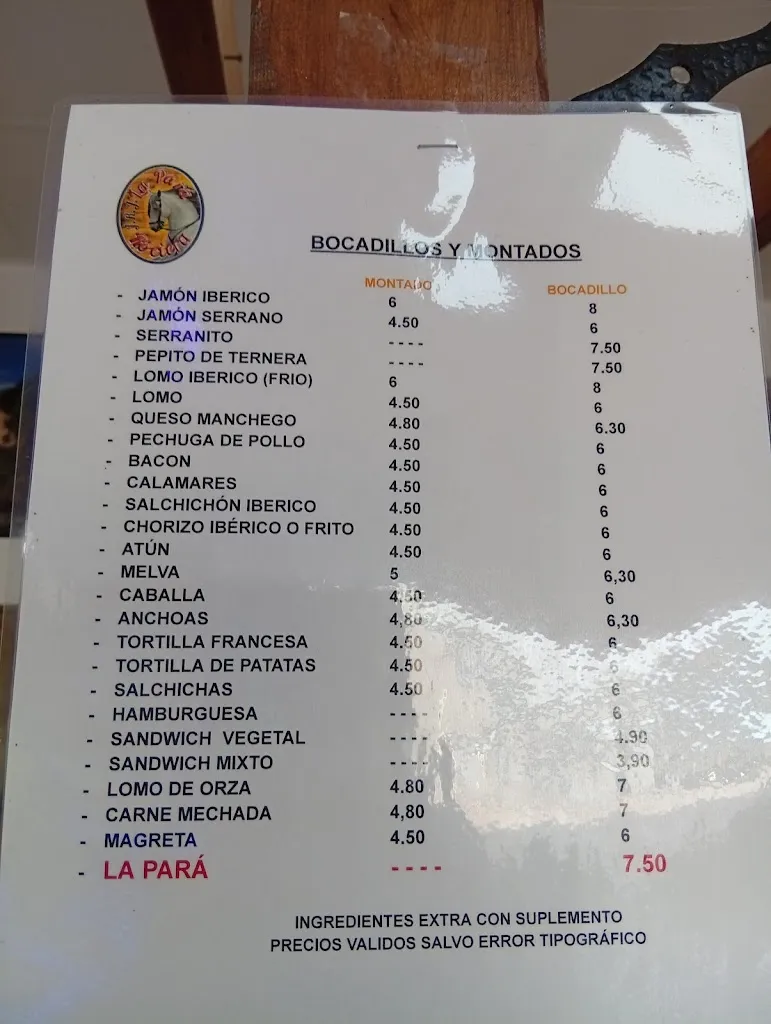 La Pará
BOCADILLOS Y MONTADOS
MONTADO BOCADILLO
- JAMÓN IBERICO 6 8
- JAMÓN SERRANO 4.50 6
- SERRANITO ---- 7.50
- PEPITO DE TERNERA ---- 7.50
- LOMO IBERICO (FRIO) 6 8
- LOMO 4.50 6
- QUESO MANCHEGO 4.80 6.30
- PECHUGA DE POLLO 4.50 6
- BACON 4.50 6
- CALAMARES 4.50 6
- SALCHICHÓN IBERICO 4.50 6
- CHORIZO IBÉRICO O FRITO 4.50 6
- ATÚN 4.50 6
- MELVA 5 6,30
- CABALLA 4.50 6
- ANCHOAS 4,80 6,30
- TORTILLA FRANCESA 4.50 6
- TORTILLA DE PATATAS 4.50 6
- SALCHICHAS 4.50 6
- HAMBURGUESA ---- 6
- SANDWICH VEGETAL ---- 4.90
- SANDWICH MIXTO ---- 3,90
- LOMO DE ORZA 4.80 7
- CARNE MECHADA 4,80 7
- MAGRETA 4.50 6
- LA PARÁ ---- 7.50
INGREDIENTES EXTRA CON SUPLEMENTO
PRECIOS VALIDOS SALVO ERROR TIPOGRÁFICO